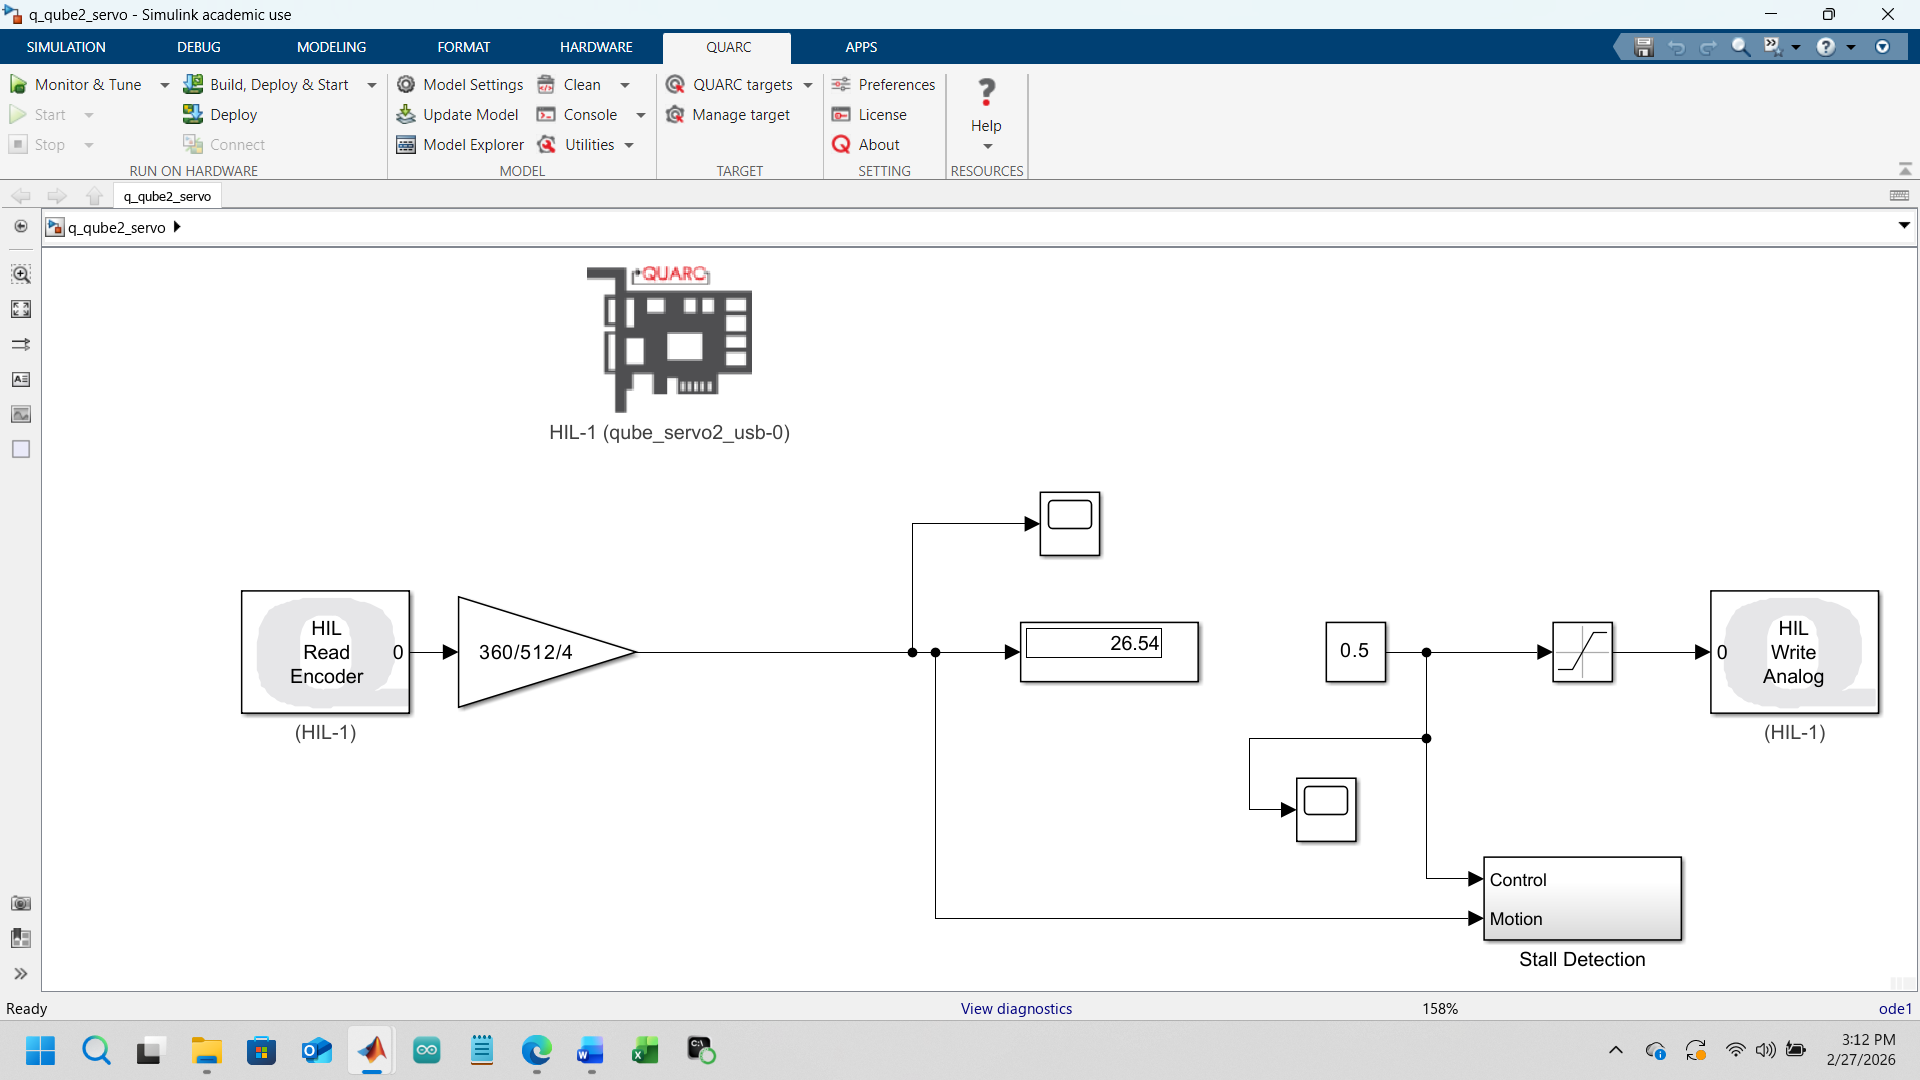 q_qube2_servo - Simulink academic use
SIMULATION DEBUG MODELING FORMAT HARDWARE QUARC APPS
Monitor & Tune Build, Deploy & Start Model Settings Clean QUARC targets Preferences
Start Deploy Update Model Console Manage target License Help
Stop Connect Model Explorer Utilities About
RUN ON HARDWARE MODEL TARGET SETTING RESOURCES
q_qube2_servo
q_qube2_servo
QUARC
HIL-1 (qube_servo2_usb-0)
HIL
Read
Encoder
0
(HIL-1)
360/512/4
26.54
0.5
0
HIL
Write
Analog
(HIL-1)
Control
Motion
Stall Detection
Ready View diagnostics 158% ode1
3:12 PM
2/27/2026